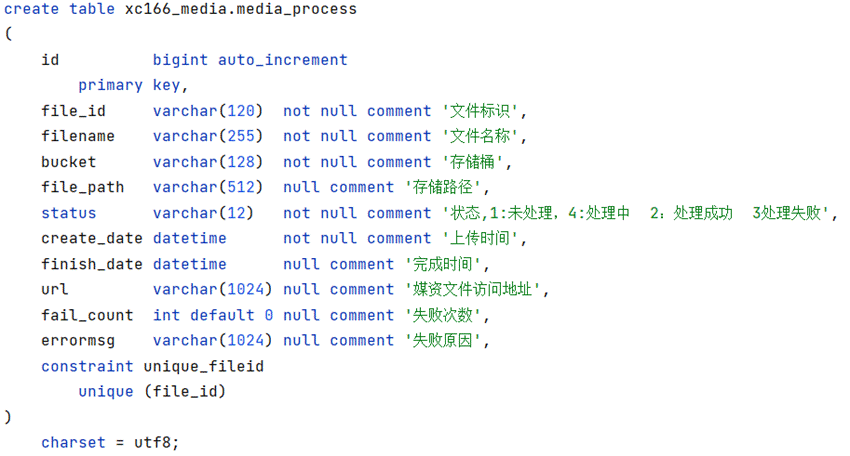 create table xc166_media.media_process
(
    id          bigint auto_increment
        primary key,
    file_id     varchar(120)  not null comment '文件标识',
    filename    varchar(255)  not null comment '文件名称',
    bucket      varchar(128)  not null comment '存储桶',
    file_path   varchar(512)  null comment '存储路径',
    status      varchar(12)   not null comment '状态,1:未处理，4:处理中  2：处理成功  3处理失败',
    create_date datetime      not null comment '上传时间',
    finish_date datetime      null comment '完成时间',
    url         varchar(1024) null comment '媒资文件访问地址',
    fail_count  int default 0 null comment '失败次数',
    errormsg    varchar(1024) null comment '失败原因',
    constraint unique_fileid
        unique (file_id)
)
    charset = utf8;